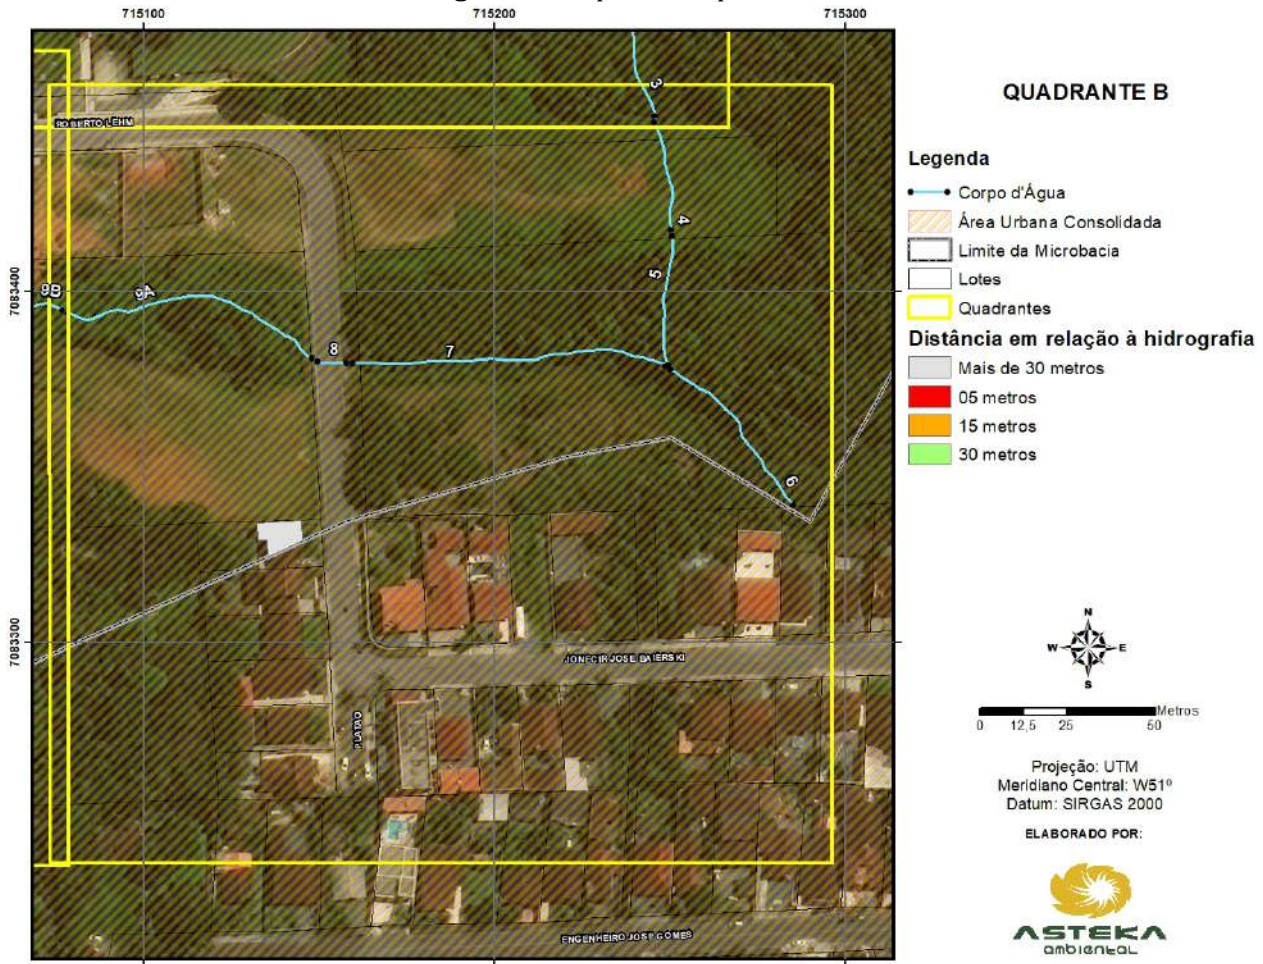 715100
715200
715300
7083400
7083300
ROBERTO LEHM
3
4
5
9B
9A
8
7
6
JONECIR JOSE BAIERSKI
PLATAO
ENGENHEIRO JOSE GOMES
QUADRANTE B
Legenda
Corpo d'Água
Área Urbana Consolidada
Limite da Microbacia
Lotes
Quadrantes
Distância em relação à hidrografia
Mais de 30 metros
05 metros
15 metros
30 metros
N
W E
S
Metros
0 12,5 25 50
Projeção: UTM
Meridiano Central: W51º
Datum: SIRGAS 2000
ELABORADO POR:
ASTEKA
ambiental